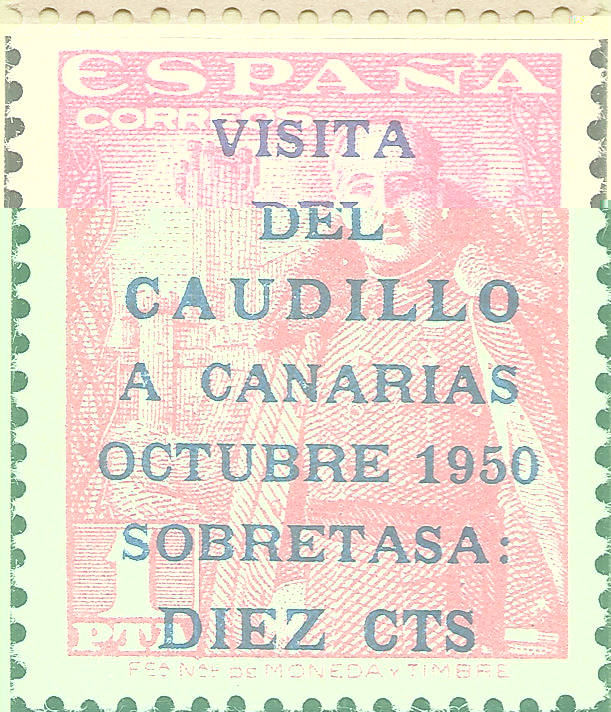 ESPAÑA
CORREOS
VISITA
DEL
CAUDILLO
A CANARIAS
OCTUBRE 1950
SOBRETASA:
DIEZ CTS
1
PTA
FCA NAL DE MONEDA Y TIMBRE